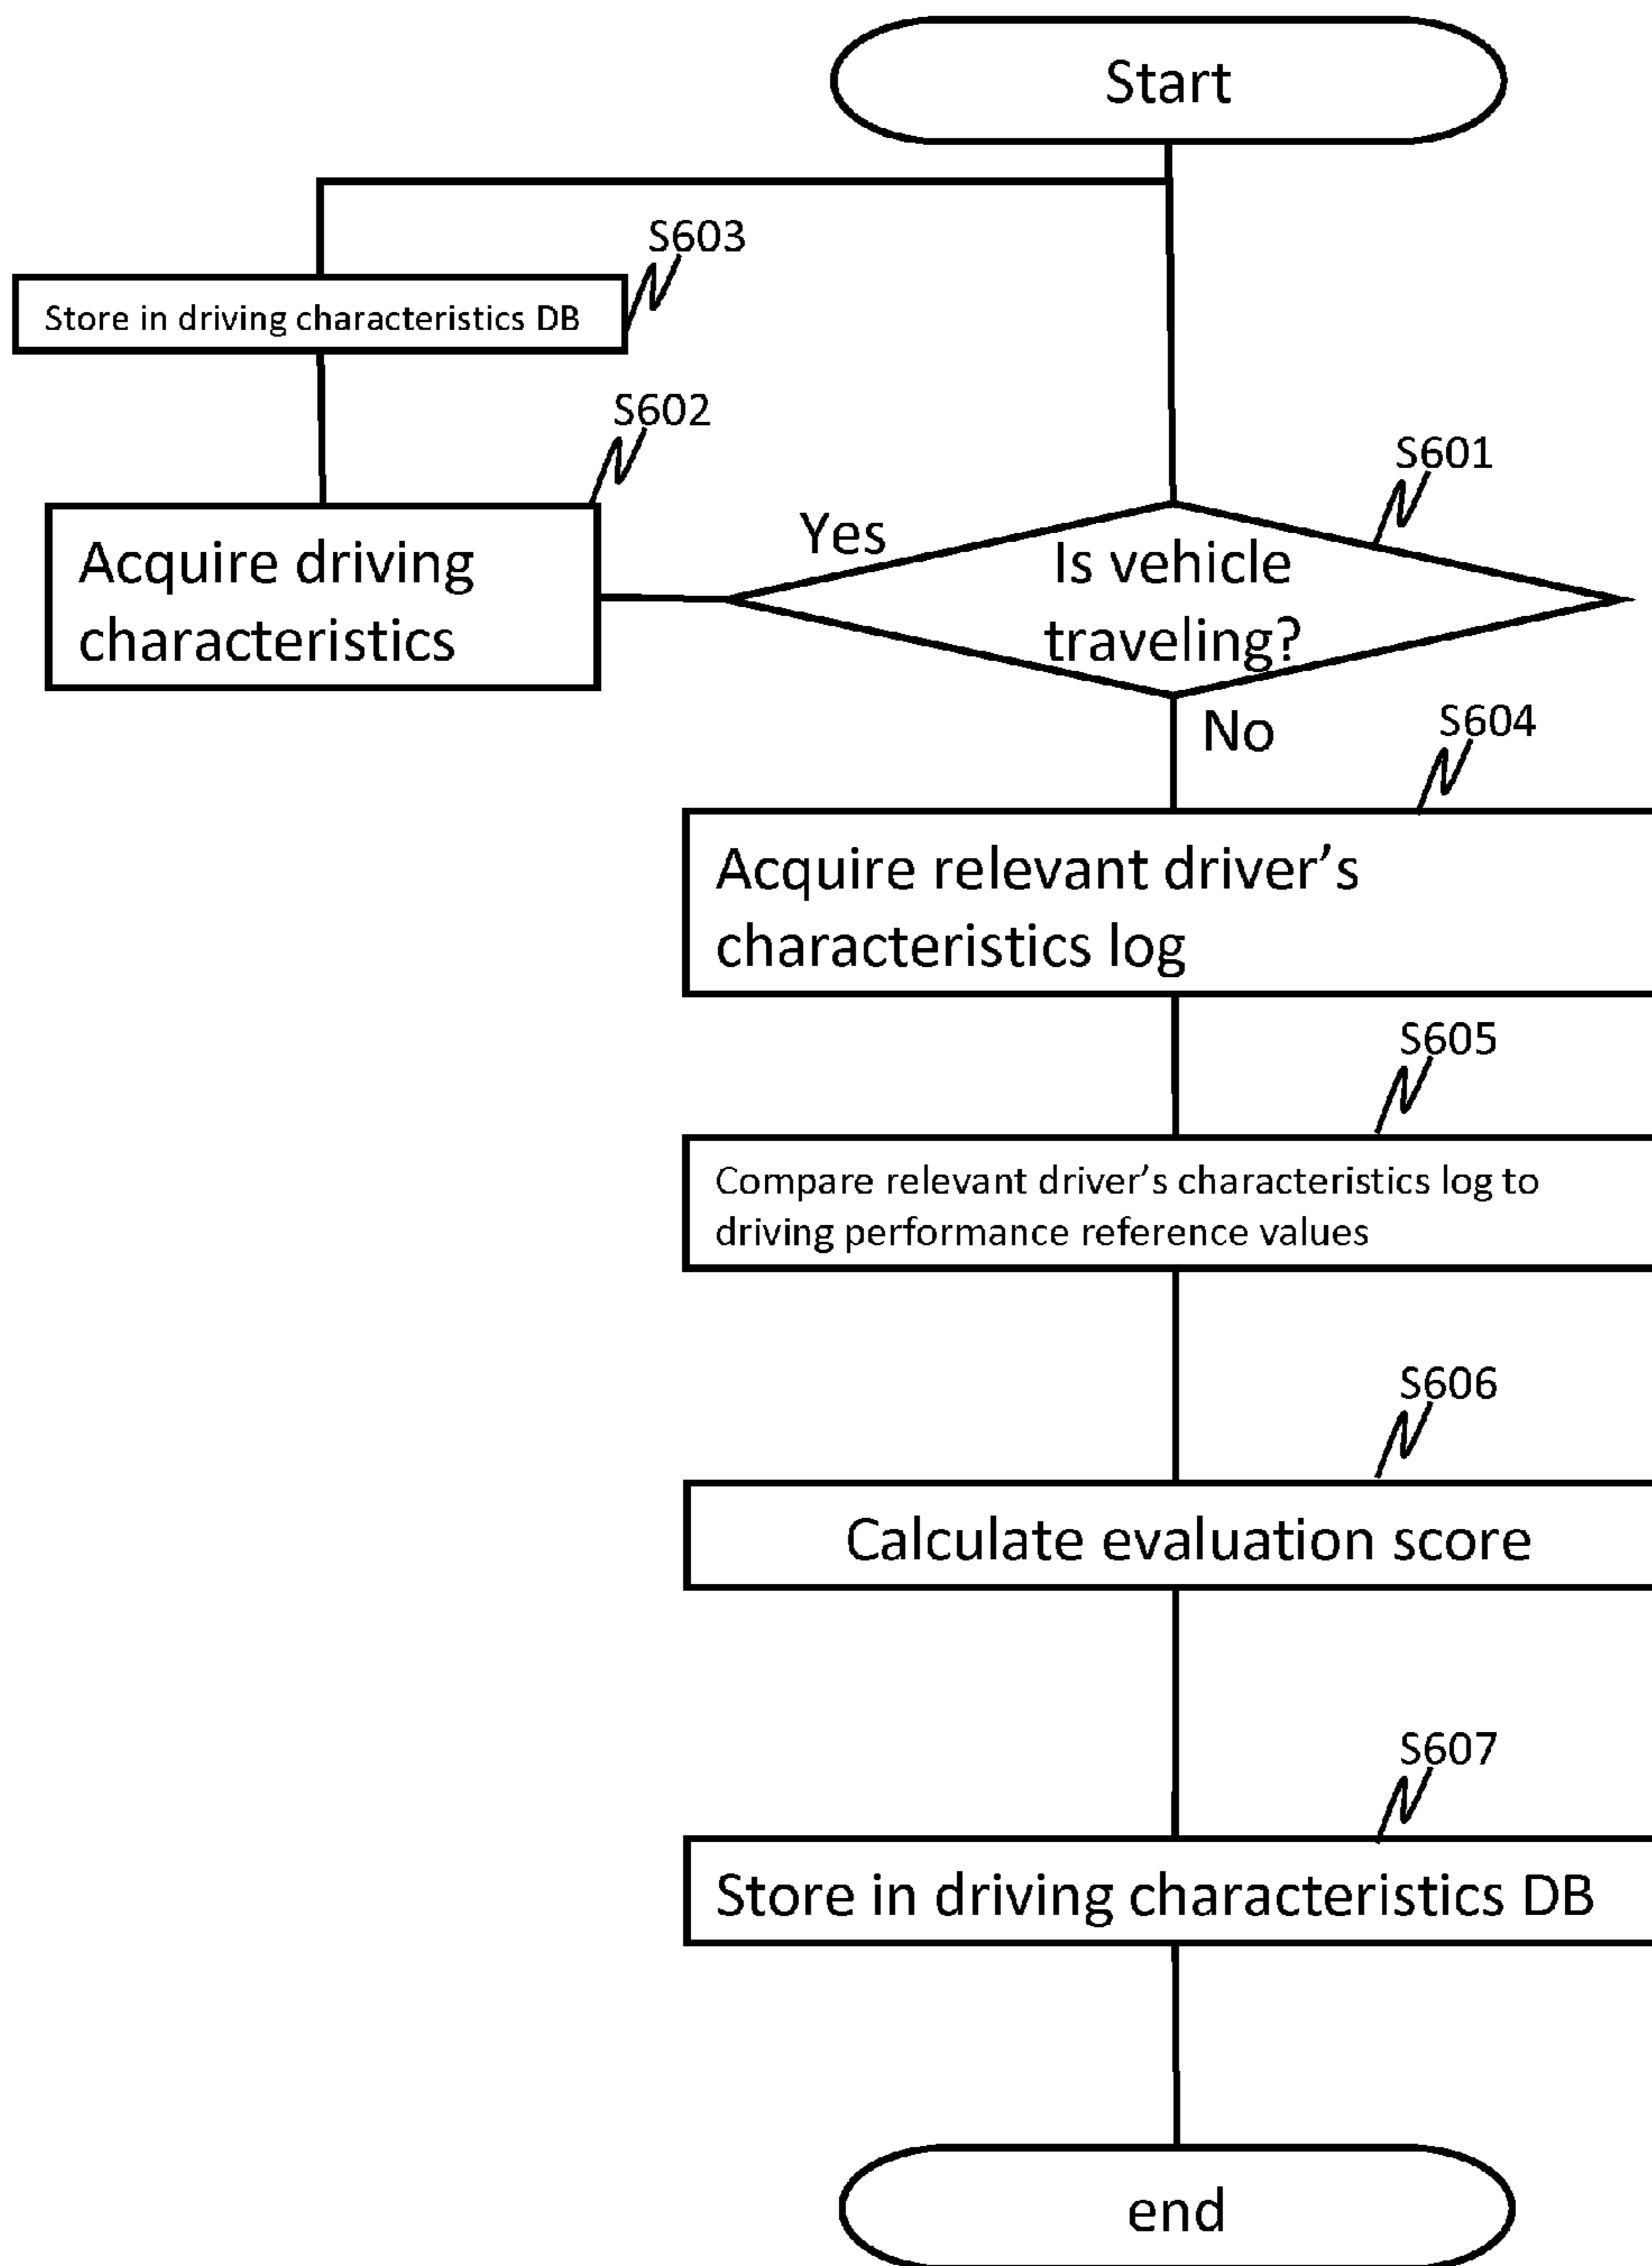 Start
S603
Store in driving characteristics DB
S602
Acquire driving
characteristics
S601
Yes
Is vehicle
traveling?
No
S604
Acquire relevant driver’s
characteristics log
S605
Compare relevant driver’s characteristics log to
driving performance reference values
S606
Calculate evaluation score
S607
Store in driving characteristics DB
end